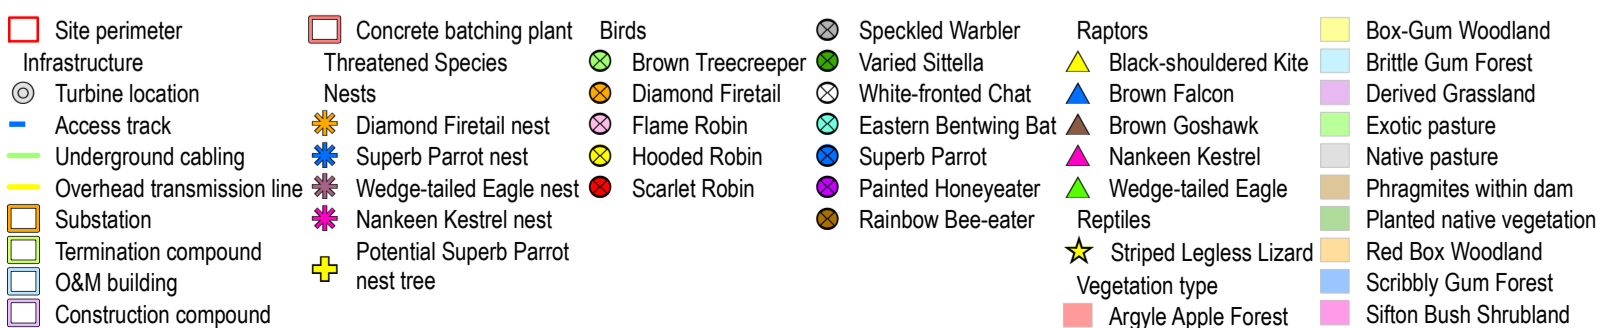 Site perimeter
Infrastructure
Turbine location
Access track
Underground cabling
Overhead transmission line
Substation
Termination compound
O&M building
Construction compound
Concrete batching plant
Threatened Species
Nests
Diamond Firetail nest
Superb Parrot nest
Wedge-tailed Eagle nest
Nankeen Kestrel nest
Potential Superb Parrot
nest tree
Birds
Brown Treecreeper
Diamond Firetail
Flame Robin
Hooded Robin
Scarlet Robin
Speckled Warbler
Varied Sittella
White-fronted Chat
Eastern Bentwing Bat
Superb Parrot
Painted Honeyeater
Rainbow Bee-eater
Raptors
Black-shouldered Kite
Brown Falcon
Brown Goshawk
Nankeen Kestrel
Wedge-tailed Eagle
Reptiles
Striped Legless Lizard
Vegetation type
Argyle Apple Forest
Box-Gum Woodland
Brittle Gum Forest
Derived Grassland
Exotic pasture
Native pasture
Phragmites within dam
Planted native vegetation
Red Box Woodland
Scribbly Gum Forest
Sifton Bush Shrubland